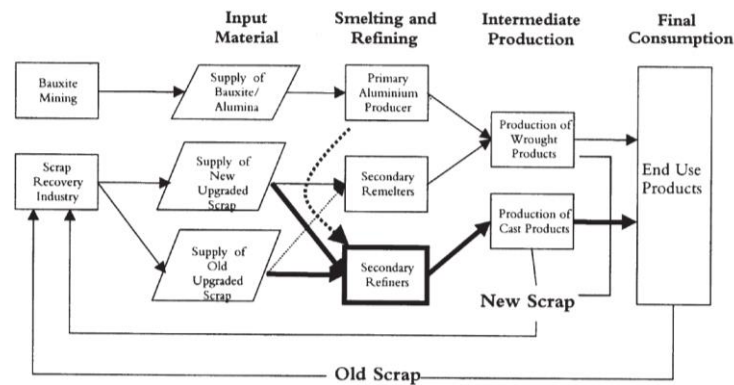 Input
Material
Smelting and
Refining
Intermediate
Production
Final
Consumption
Bauxite
Mining
Supply of
Bauxite/
Alumina
Primary
Aluminium
Producer
Production of
Wrought
Products
End Use
Products
Scrap
Recovery
Industry
Supply of
New
Upgraded
Scrap
Secondary
Remelters
Production of
Cast Products
Supply of
Old
Upgraded
Scrap
Secondary
Refiners
New Scrap
Old Scrap